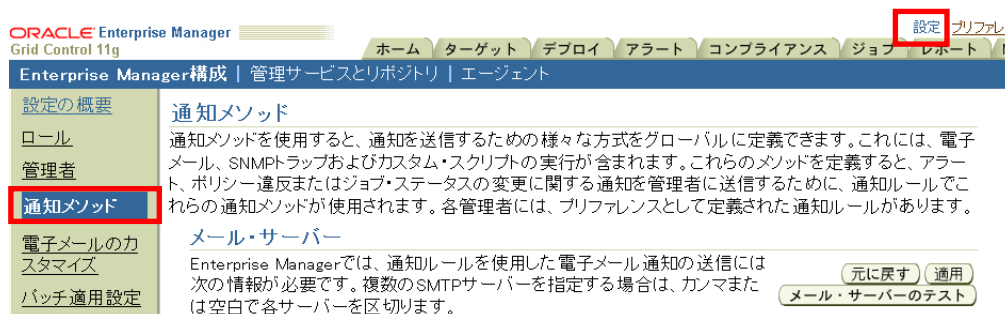 ORACLE Enterprise Manager
Grid Control 11g
設定 プリファレ
ホーム ターゲット デプロイ アラート コンプライアンス ジョブ レポート
Enterprise Manager構成 | 管理サービスとリポジトリ | エージェント
設定の概要
ロール
管理者
通知メソッド
電子メールのカ
スタマイズ
パッチ適用設定
通知メソッド
通知メソッドを使用すると、通知を送信するための様々な方式をグローバルに定義できます。これには、電子
メール、SNMPトラップおよびカスタム・スクリプトの実行が含まれます。これらのメソッドを定義すると、アラー
ト、ポリシー違反またはジョブ・ステータスの変更に関する通知を管理者に送信するために、通知ルールでこ
れらの通知メソッドが使用されます。各管理者には、プリファレンスとして定義された通知ルールがあります。
メール・サーバー
Enterprise Managerでは、通知ルールを使用した電子メール通知の送信には
次の情報が必要です。複数のSMTPサーバーを指定する場合は、カンマまた
は空白で各サーバーを区切ります。
元に戻す 適用
メール・サーバーのテスト